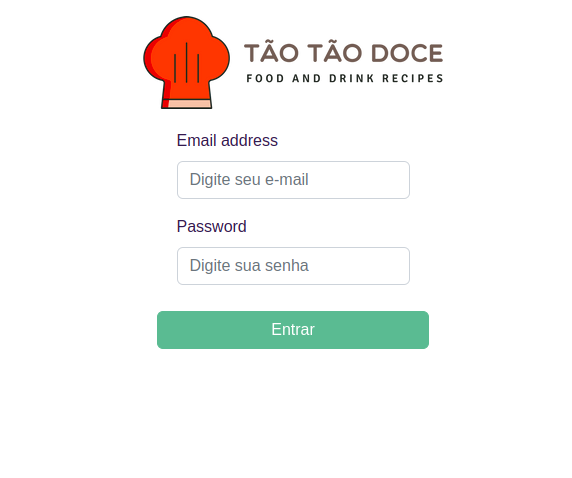 TÃO TÃO DOCE
FOOD AND DRINK RECIPES
Email address
Digite seu e-mail
Password
Digite sua senha
Entrar